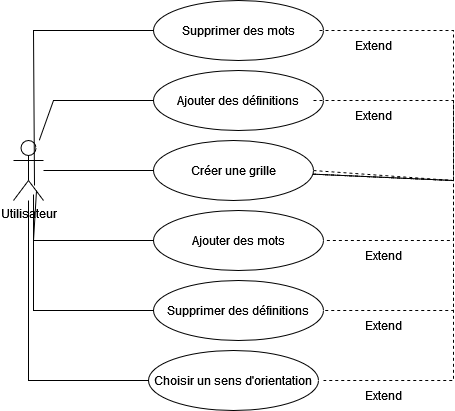 Supprimer des mots
Extend
Ajouter des définitions
Extend
Créer une grille
Utilisateur
Ajouter des mots
Extend
Supprimer des définitions
Extend
Choisir un sens d'orientation
Extend